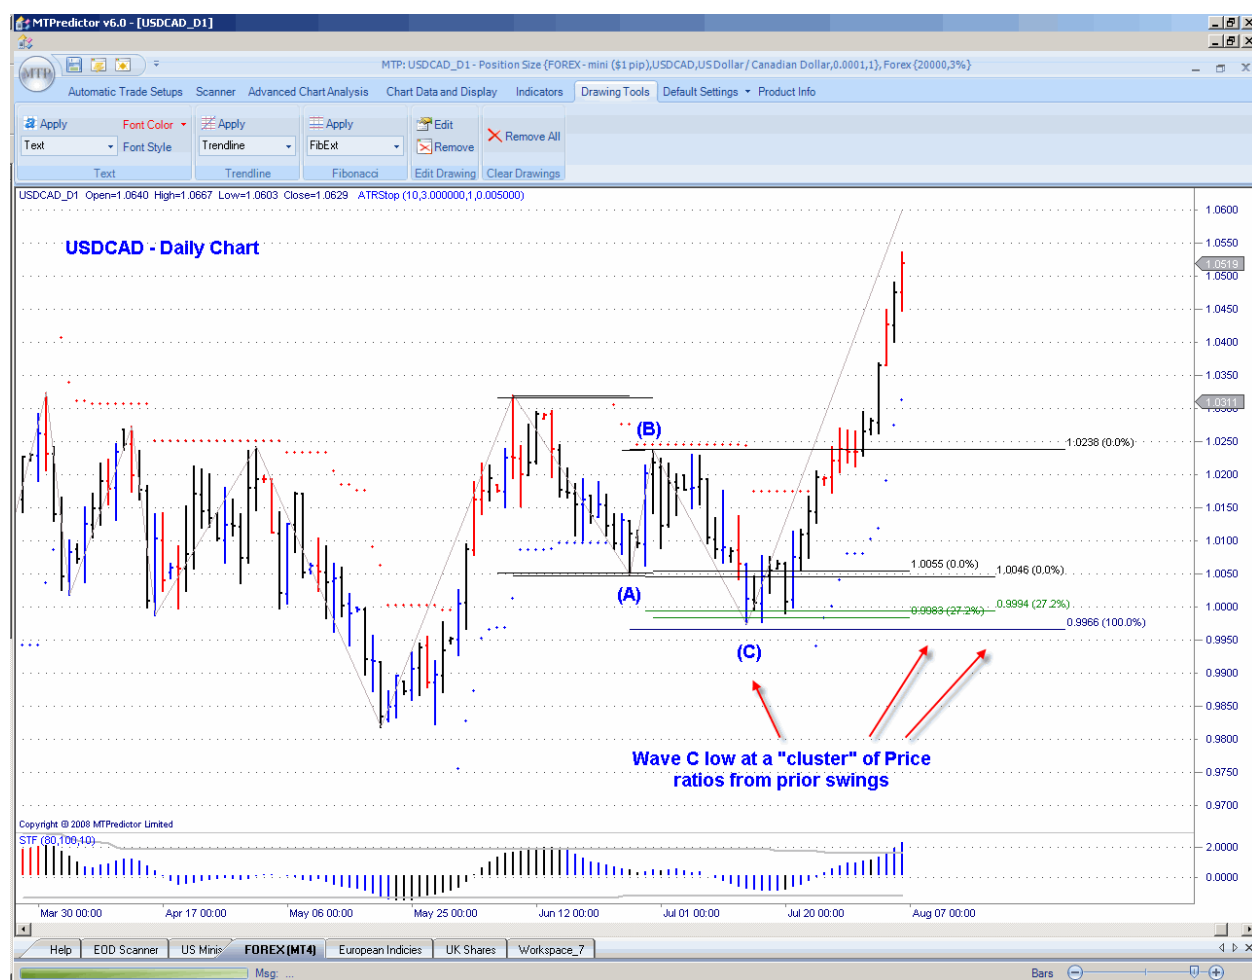 MTPredictor v6.0 - [USDCAD_D1]
MTP
MTP: USDCAD_D1 - Position Size {FOREX - mini ($1 pip),USDCAD,US Dollar / Canadian Dollar,0.0001,1}, Forex {20000,3%}
Automatic Trade Setups Scanner Advanced Chart Analysis Chart Data and Display Indicators Drawing Tools Default Settings Product Info
a Apply Font Color Apply Apply Edit Remove All
Text Font Style Trendline FibExt Remove
Text Trendline Fibonacci Edit Drawing Clear Drawings
USDCAD_D1 Open=1.0640 High=1.0667 Low=1.0603 Close=1.0629 ATRStop (10,3.000000,1,0.005000)
1.0600
USDCAD - Daily Chart
1.0550
1.0519
1.0500
1.0450
1.0400
1.0350
1.0311
1.0300
(B)
1.0238 (0.0%)
1.0250
1.0200
1.0150
1.0100
1.0055 (0.0%)
1.0046 (0.0%)
1.0050
(A)
0.9994 (27.2%)
0.9983 (27.2%)
1.0000
0.9966 (100.0%)
0.9950
(C)
0.9900
0.9850
0.9800
Wave C low at a "cluster" of Price
ratios from prior swings
0.9750
0.9700
Copyright © 2008 MTPredictor Limited
STF (80,100,10)
2.0000
0.0000
Mar 30 00:00 Apr 17 00:00 May 06 00:00 May 25 00:00 Jun 12 00:00 Jul 01 00:00 Jul 20 00:00 Aug 07 00:00
Help EOD Scanner US Minis FOREX (MT4) European Indicies UK Shares Workspace_7
Msg: ... Bars